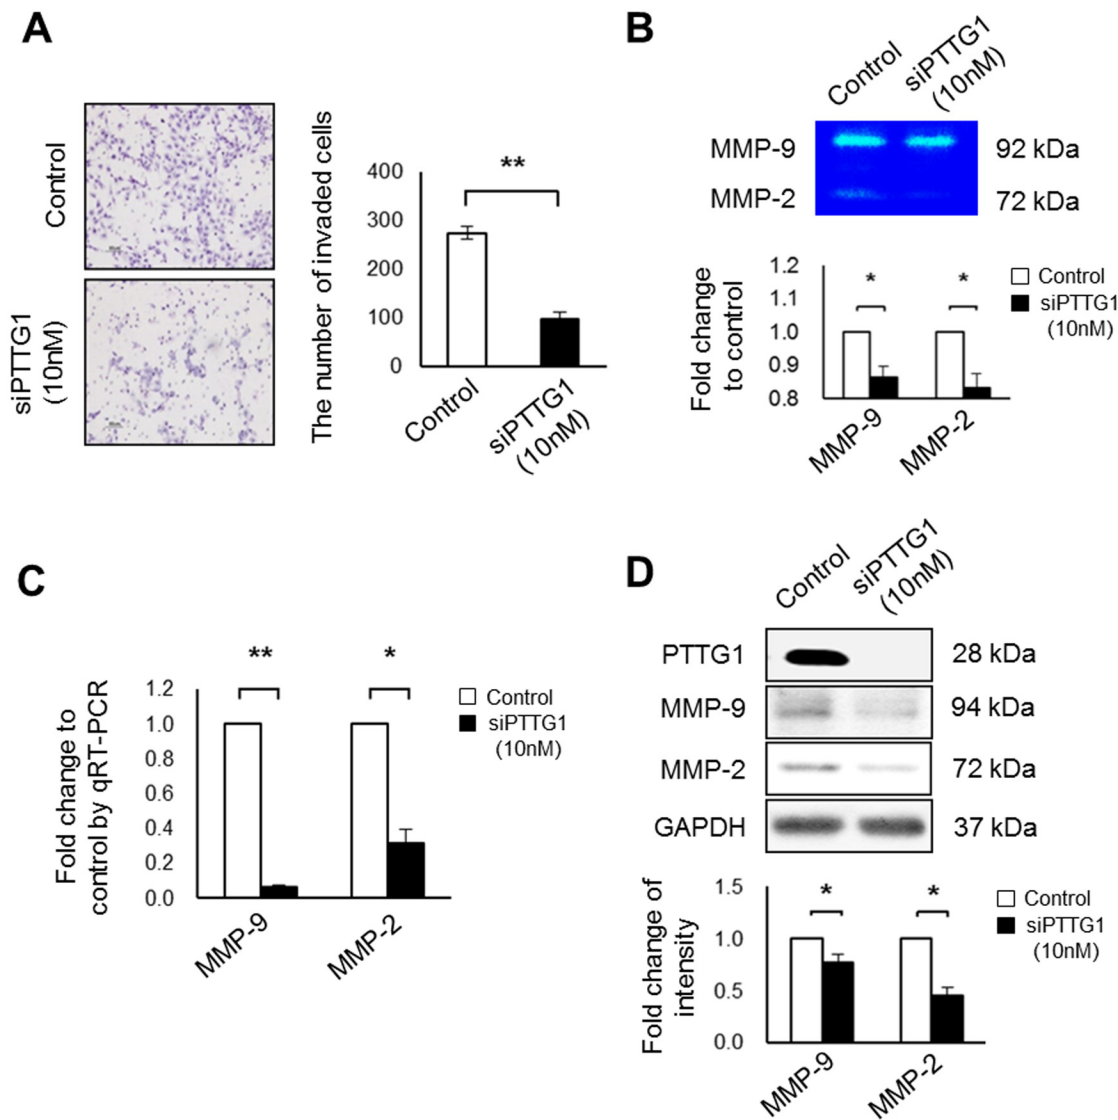 A
Control
siPTTG1
(10nM)
The number of invaded cells
400
300
200
100
0
**
Control
siPTTG1
(10nM)
B
Control
siPTTG1
(10nM)
MMP-9
92 kDa
MMP-2
72 kDa
Fold change
to control
1.2
1.1
1.0
0.9
0.8
*
*
Control
siPTTG1
(10nM)
MMP-9
MMP-2
C
Fold change to
control by qRT-PCR
1.2
1.0
0.8
0.6
0.4
0.2
0.0
**
*
Control
siPTTG1
(10nM)
MMP-9
MMP-2
D
Control
siPTTG1
(10nM)
PTTG1
28 kDa
MMP-9
94 kDa
MMP-2
72 kDa
GAPDH
37 kDa
Fold change of
intensity
1.5
1.0
0.5
0.0
*
*
Control
siPTTG1
(10nM)
MMP-9
MMP-2